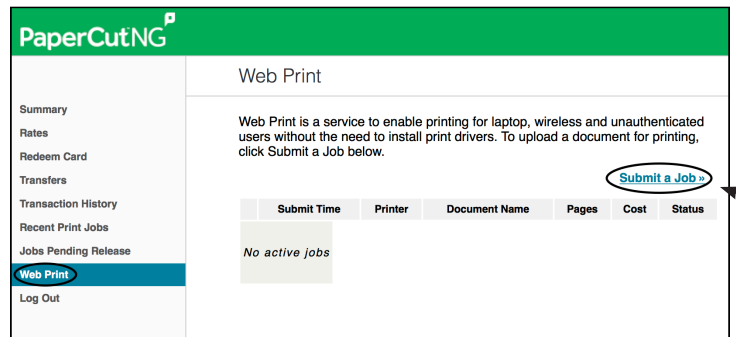 PaperCut NG
Web Print
Summary
Rates
Redeem Card
Transfers
Transaction History
Recent Print Jobs
Jobs Pending Release
Web Print
Log Out
Web Print is a service to enable printing for laptop, wireless and unauthenticated
users without the need to install print drivers. To upload a document for printing,
click Submit a Job below.
Submit a Job »
Submit Time Printer Document Name Pages Cost Status
No active jobs